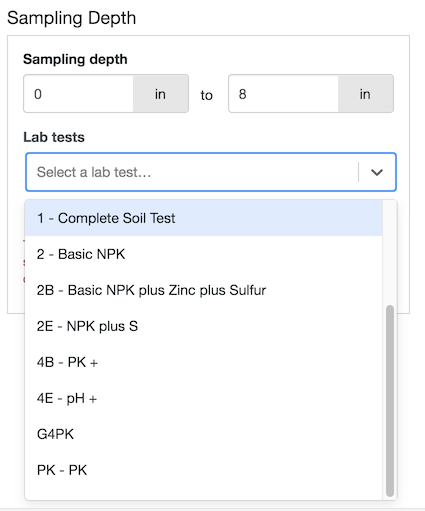 Sampling Depth
Sampling depth
0 in to 8 in
Lab tests
Select a lab test...
1 - Complete Soil Test
2 - Basic NPK
2B - Basic NPK plus Zinc plus Sulfur
2E - NPK plus S
4B - PK +
4E - pH +
G4PK
PK - PK